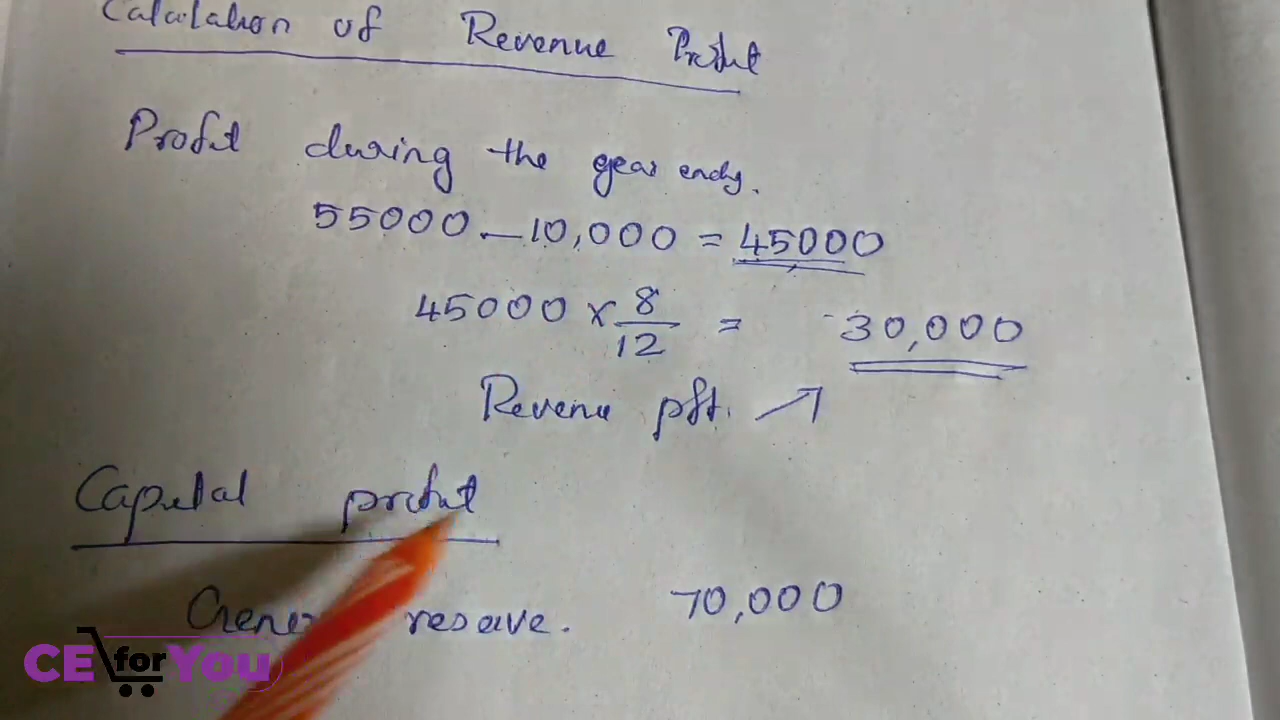 Calculation of Revenue Profit
Profit during the year endg.
55000 — 10,000 = 45000
45000 x 8/12 = 30,000
Revenue pft.
Capital profit
reserve. 70,000
CE for You